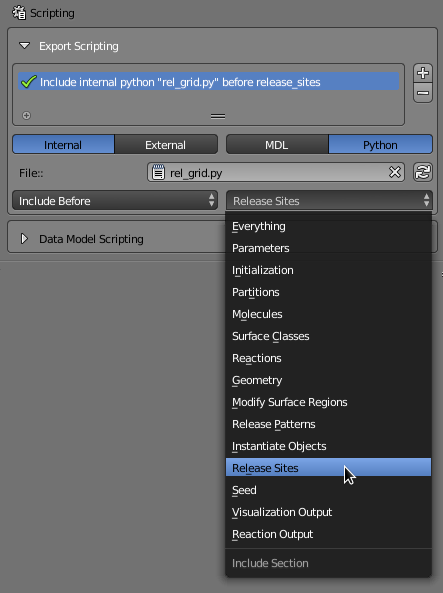 Scripting
Export Scripting
Include internal python "rel_grid.py" before release_sites
Internal External MDL Python
File:: rel_grid.py
Include Before Release Sites
Data Model Scripting
Everything
Parameters
Initialization
Partitions
Molecules
Surface Classes
Reactions
Geometry
Modify Surface Regions
Release Patterns
Instantiate Objects
Release Sites
Seed
Visualization Output
Reaction Output
Include Section